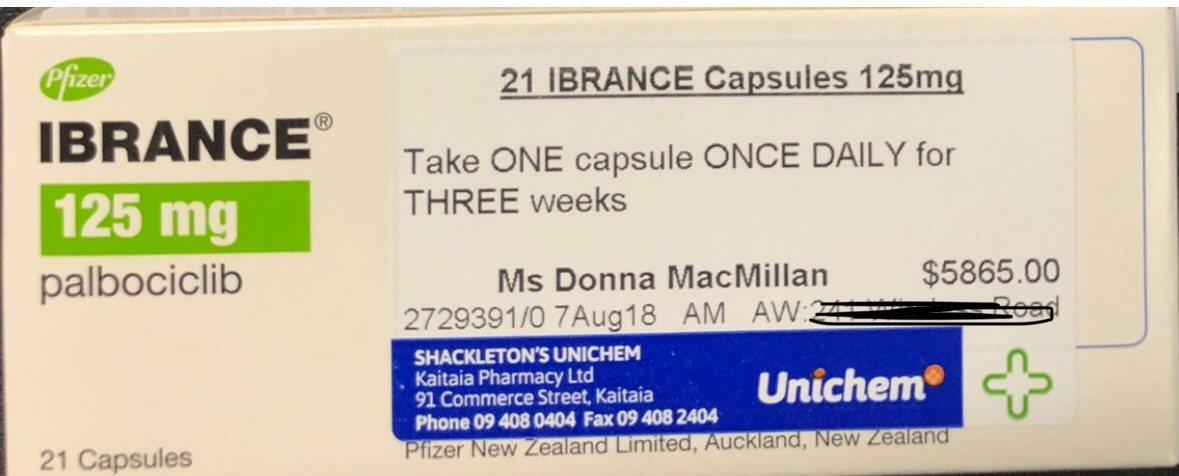 Pfizer
IBRANCE®
125 mg
palbociclib
21 Capsules
21 IBRANCE Capsules 125mg
Take ONE capsule ONCE DAILY for
THREE weeks
Ms Donna MacMillan $5865.00
2729391/0 7Aug18 AM AW: Road
SHACKLETON'S UNICHEM
Kaitaia Pharmacy Ltd
91 Commerce Street, Kaitaia
Phone 09 408 0404 Fax 09 408 2404
Unichem
Pfizer New Zealand Limited, Auckland, New Zealand